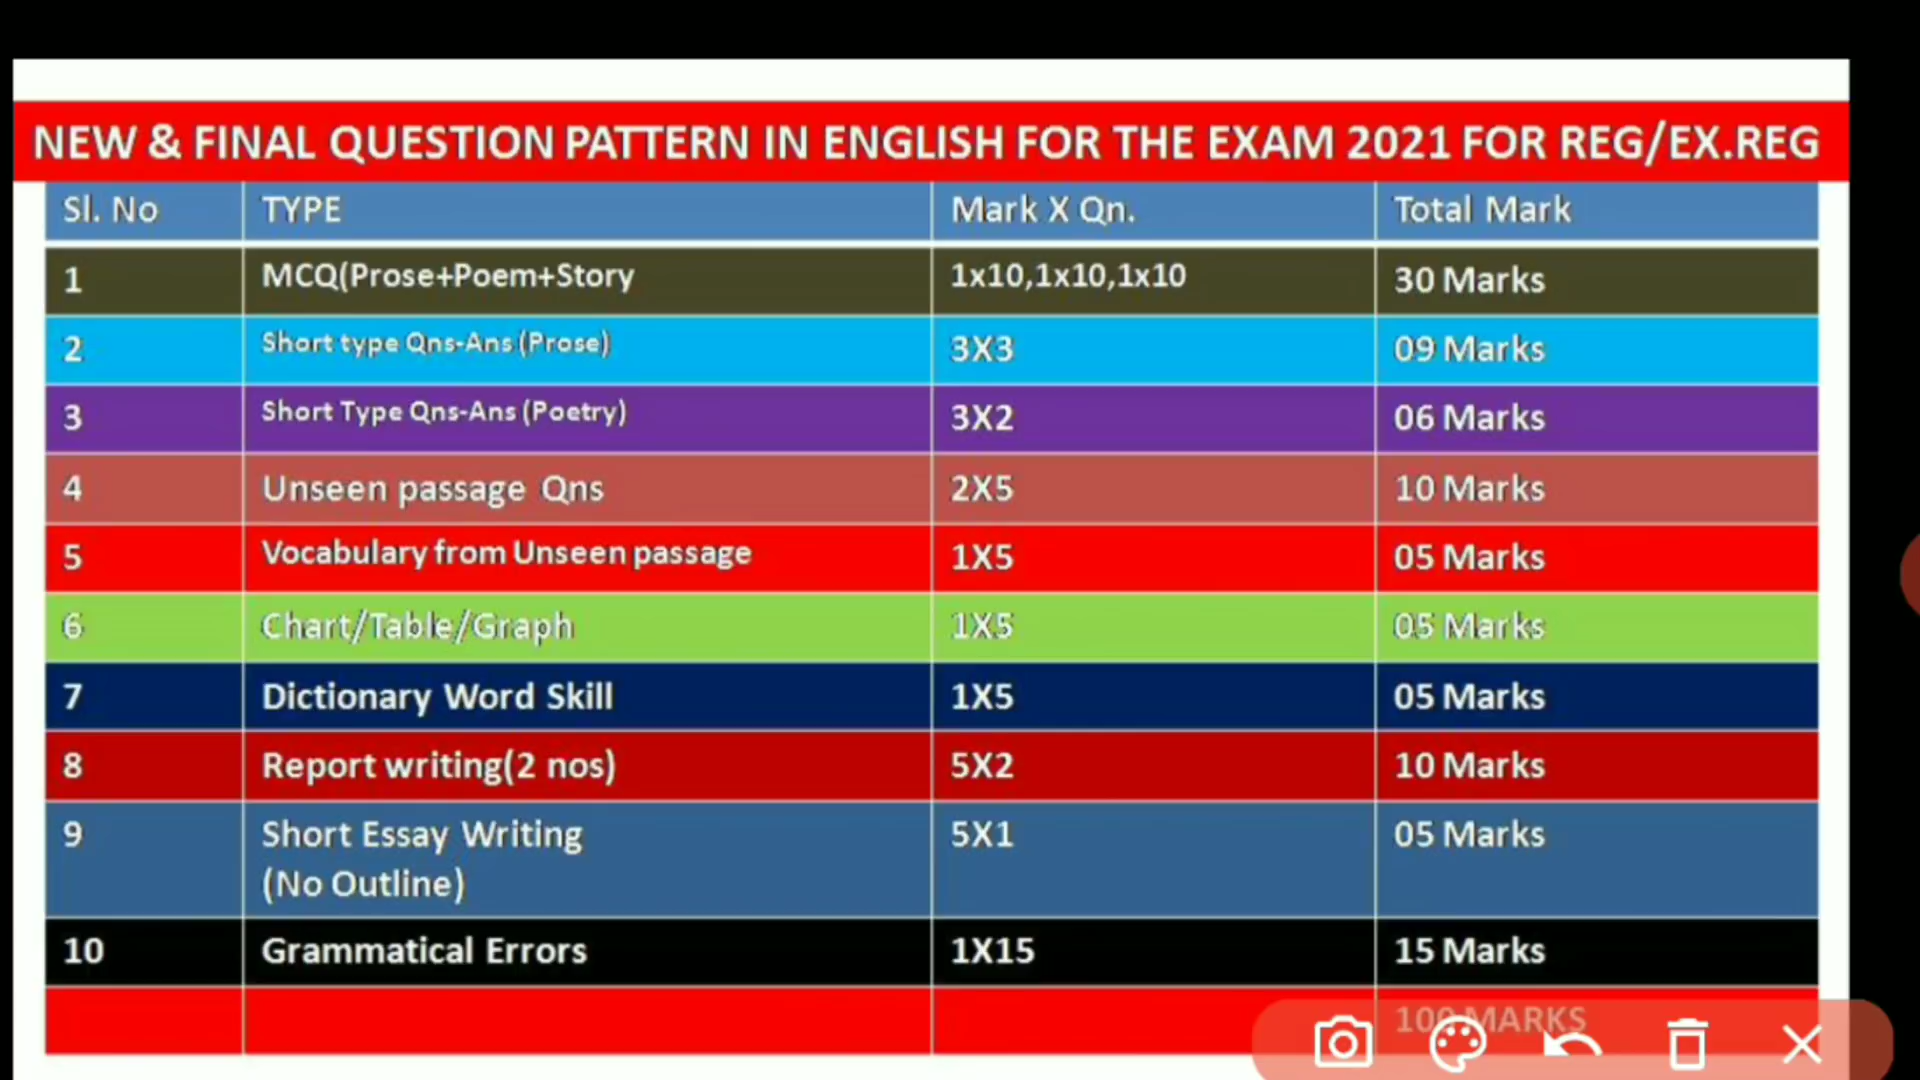 NEW & FINAL QUESTION PATTERN IN ENGLISH FOR THE EXAM 2021 FOR REG/EX.REG
Sl. No TYPE Mark X Qn. Total Mark
1 MCQ(Prose+Poem+Story 1x10,1x10,1x10 30 Marks
2 Short type Qns-Ans (Prose) 3X3 09 Marks
3 Short Type Qns-Ans (Poetry) 3X2 06 Marks
4 Unseen passage Qns 2X5 10 Marks
5 Vocabulary from Unseen passage 1X5 05 Marks
6 Chart/Table/Graph 1X5 05 Marks
7 Dictionary Word Skill 1X5 05 Marks
8 Report writing(2 nos) 5X2 10 Marks
9 Short Essay Writing 5X1 05 Marks
(No Outline)
10 Grammatical Errors 1X15 15 Marks
100 MARKS